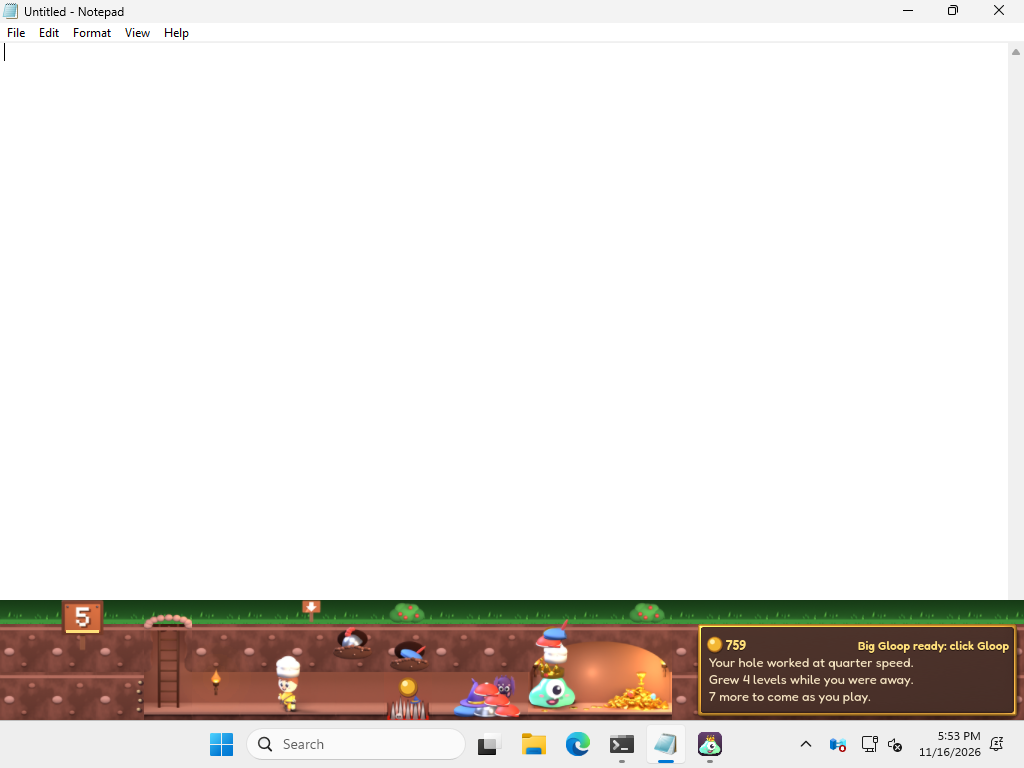 Untitled - Notepad
File Edit Format View Help
5
759 Big Gloop ready: click Gloop
Your hole worked at quarter speed.
Grew 4 levels while you were away.
7 more to come as you play.
Search
5:53 PM
11/16/2026